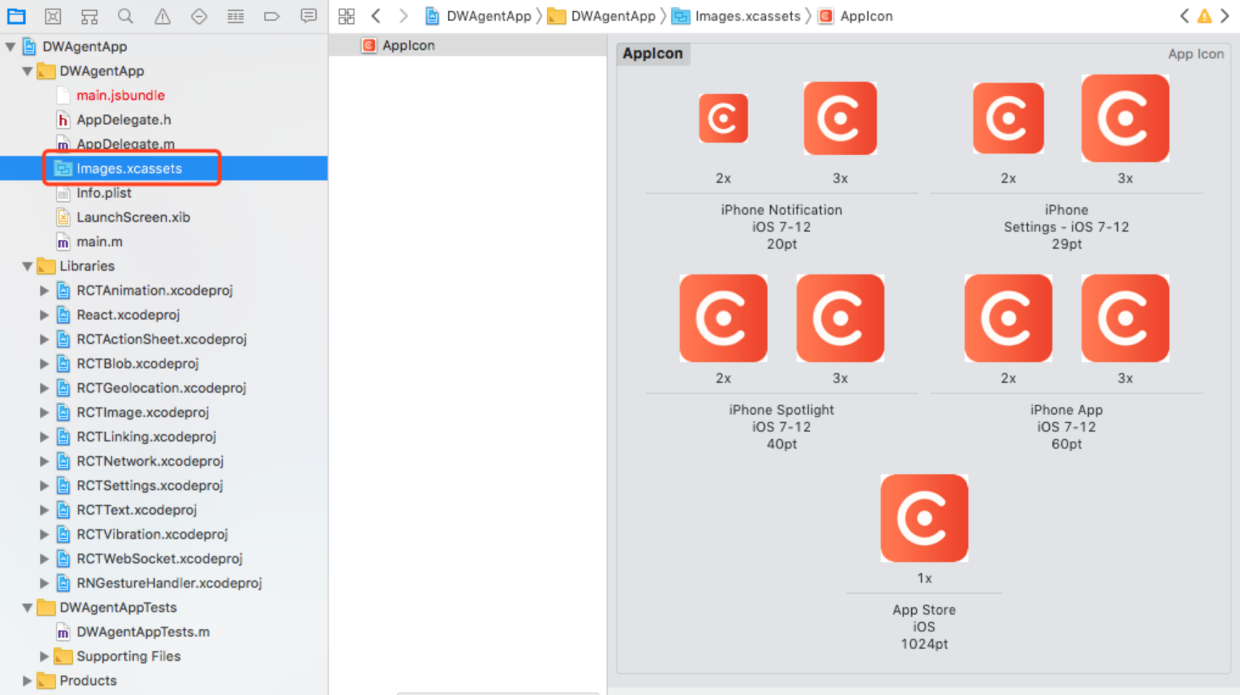 DWAgentApp
DWAgentApp
main.jsbundle
AppDelegate.h
AppDelegate.m
Images.xcassets
Info.plist
LaunchScreen.xib
main.m
Libraries
RCTAnimation.xcodeproj
React.xcodeproj
RCTActionSheet.xcodeproj
RCTBlob.xcodeproj
RCTGeolocation.xcodeproj
RCTImage.xcodeproj
RCTLinking.xcodeproj
RCTNetwork.xcodeproj
RCTSettings.xcodeproj
RCTText.xcodeproj
RCTVibration.xcodeproj
RCTWebSocket.xcodeproj
RNGestureHandler.xcodeproj
DWAgentAppTests
DWAgentAppTests.m
Supporting Files
Products
DWAgentApp DWAgentApp Images.xcassets AppIcon
AppIcon
AppIcon App Icon
2x 3x
iPhone Notification
iOS 7-12
20pt
2x 3x
iPhone
Settings - iOS 7-12
29pt
2x 3x
iPhone Spotlight
iOS 7-12
40pt
2x 3x
iPhone App
iOS 7-12
60pt
1x
App Store
iOS
1024pt